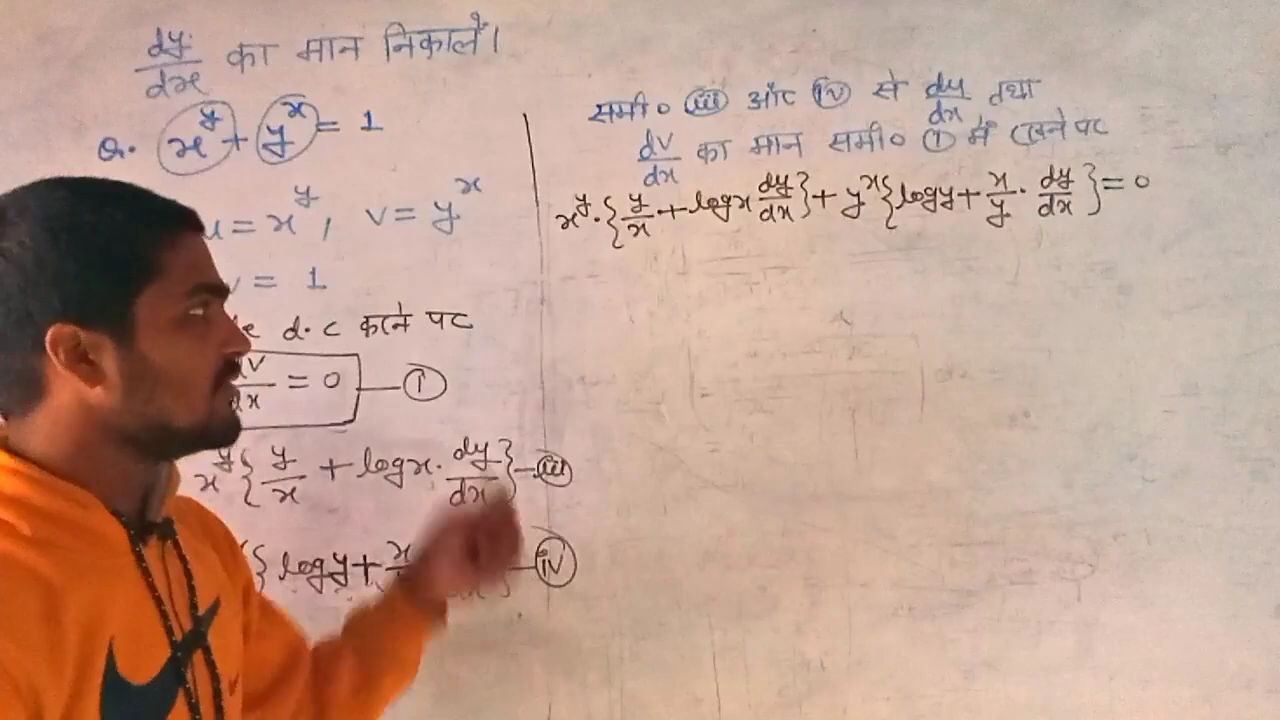 dy/dx का मान निकालें।
Q. x^y + y^x = 1
u = x^y, v = y^x
v = 1
d.c करने पर
dv/dx = 0 — (i)
x^y {y/x + log x . dy/dx} — (iii)
{log y + x — (iv)
समी० (iii) और (iv) से du/dx तथा
dv/dx का मान समी० (i) में रखने पर
x^y . {y/x + log x dy/dx} + y^x {log y + x/y . dy/dx} = 0